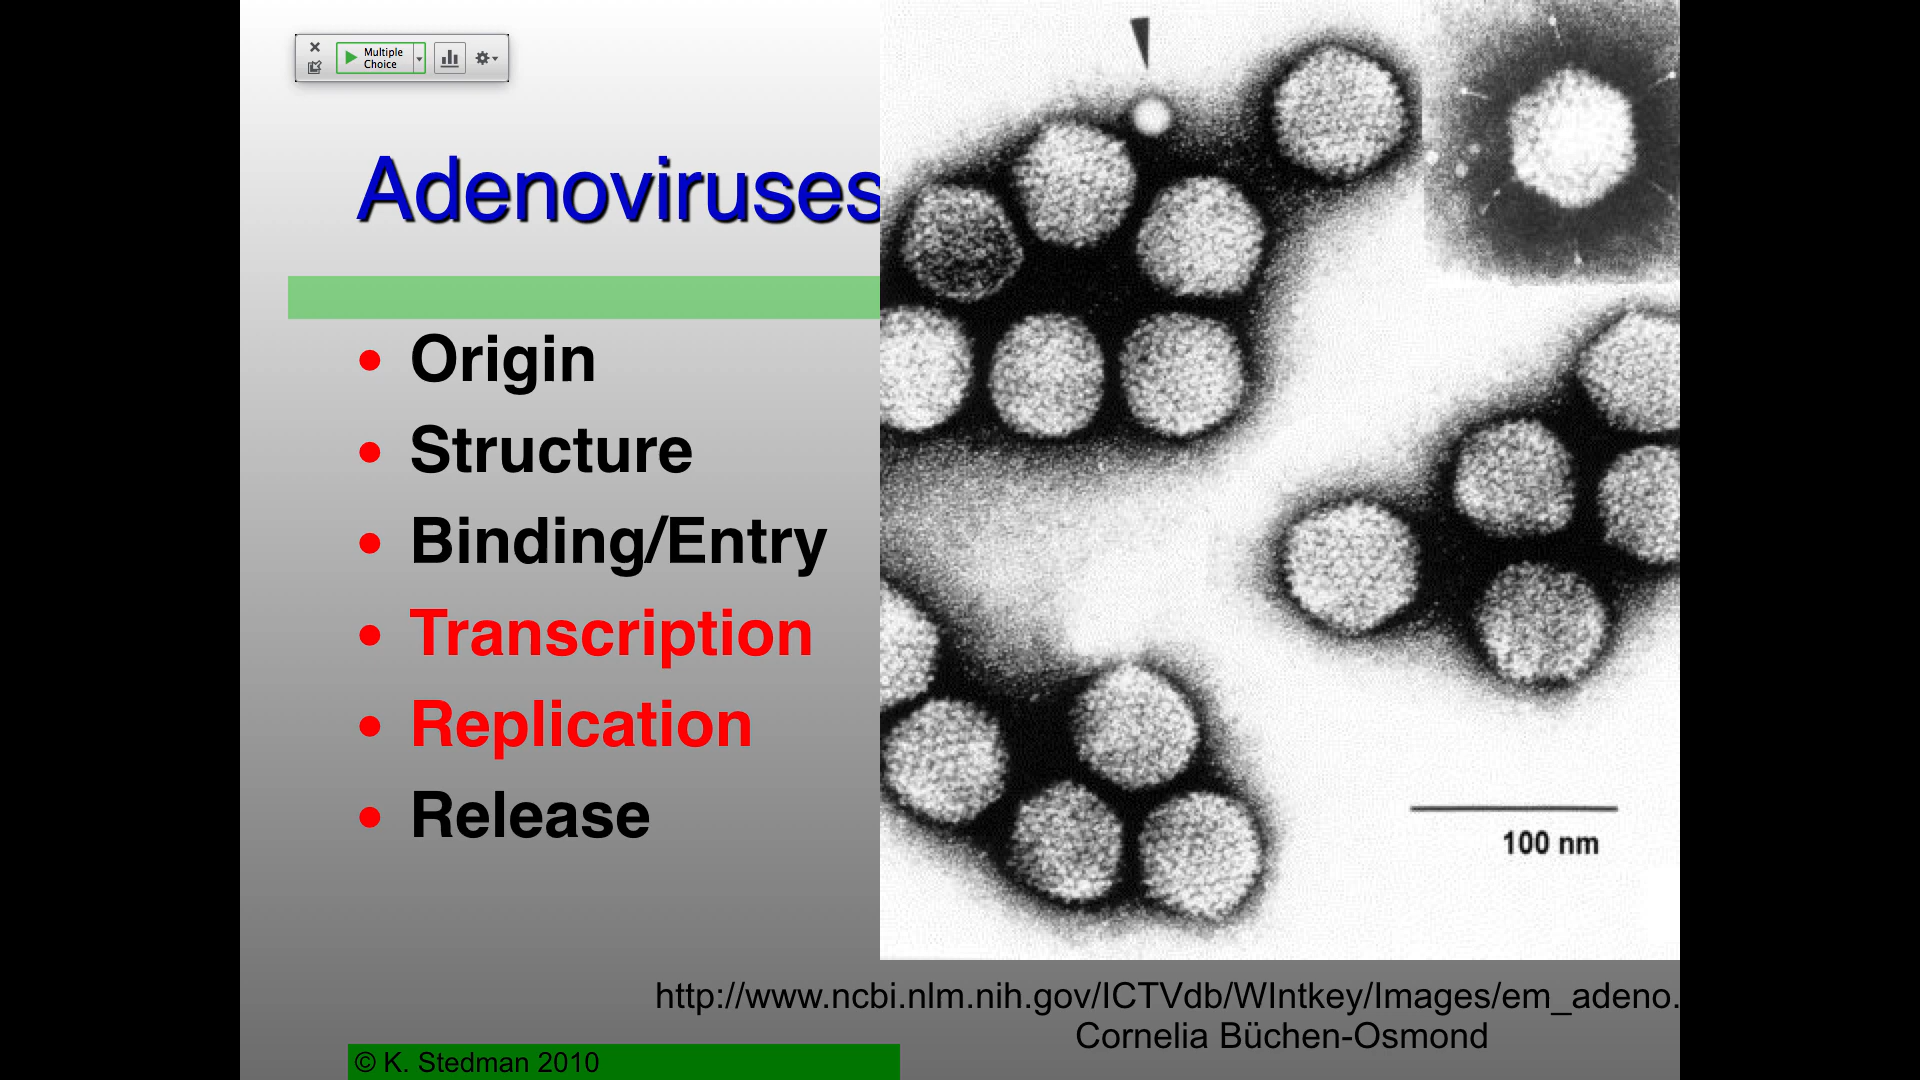 Multiple
Choice
Adenoviruses
Origin
Structure
Binding/Entry
Transcription
Replication
Release
100 nm
http://www.ncbi.nlm.nih.gov/ICTVdb/WIntkey/Images/em_adeno.
Cornelia Büchen-Osmond
© K. Stedman 2010